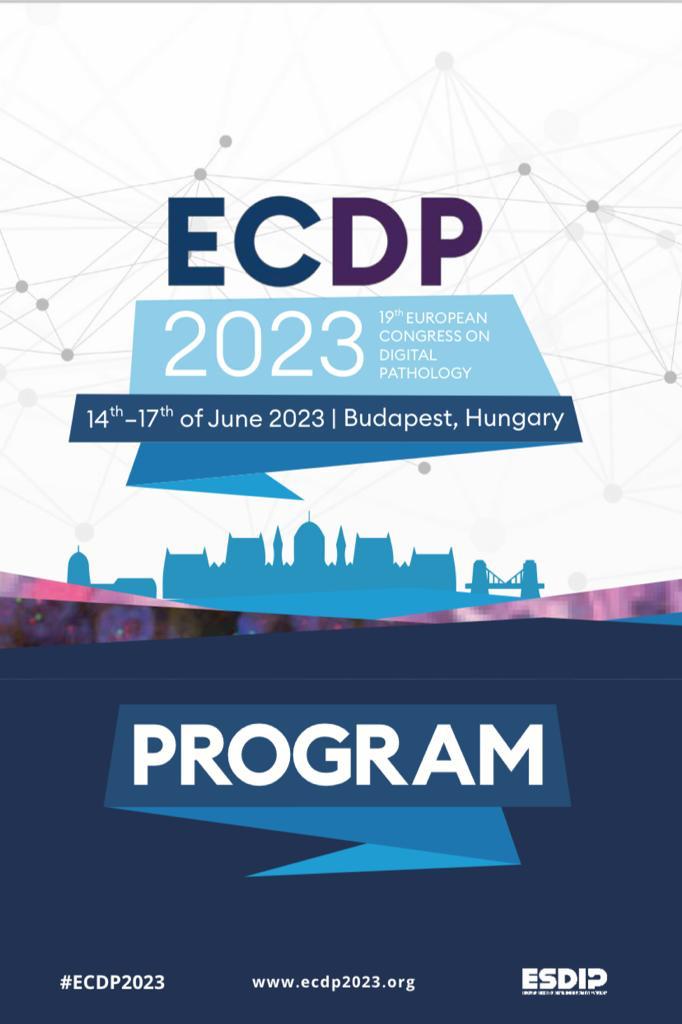 ECDP
2023
19th EUROPEAN
CONGRESS ON
DIGITAL
PATHOLOGY
14th–17th of June 2023 | Budapest, Hungary
PROGRAM
#ECDP2023
www.ecdp2023.org
ESDIP